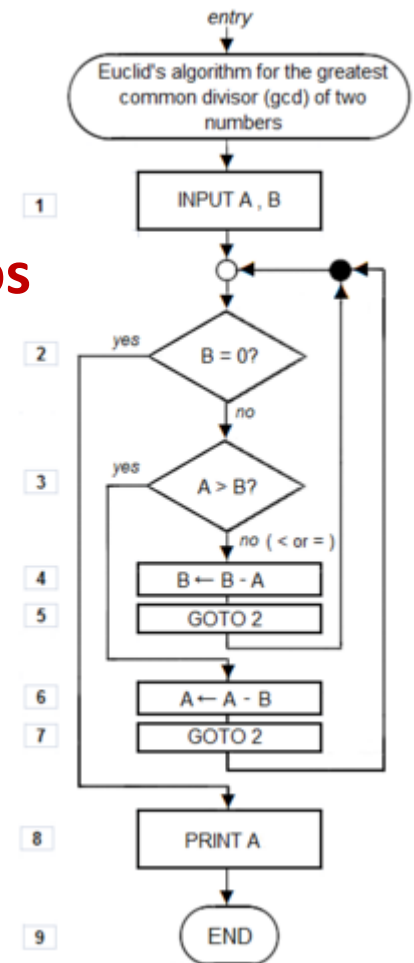 entry
Euclid's algorithm for the greatest
common divisor (gcd) of two
numbers
1
INPUT A , B
2
yes
B = 0?
no
3
yes
A > B?
no ( < or = )
4
B ← B - A
5
GOTO 2
6
A ← A - B
7
GOTO 2
8
PRINT A
9
END